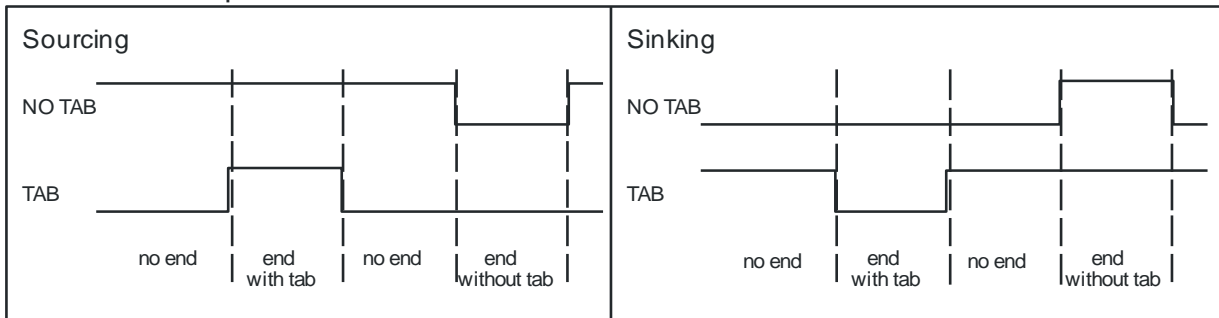 Sourcing
NO TAB
TAB
no end
end
with tab
no end
end
without tab
Sinking
NO TAB
TAB
no end
end
with tab
no end
end
without tab